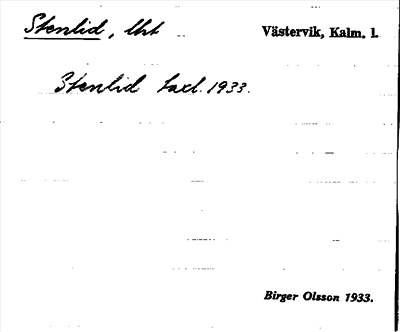 Stenlid, lht Västervik, Kalm. l.
Stenlid taxl. 1933.
Birger Olsson 1933.